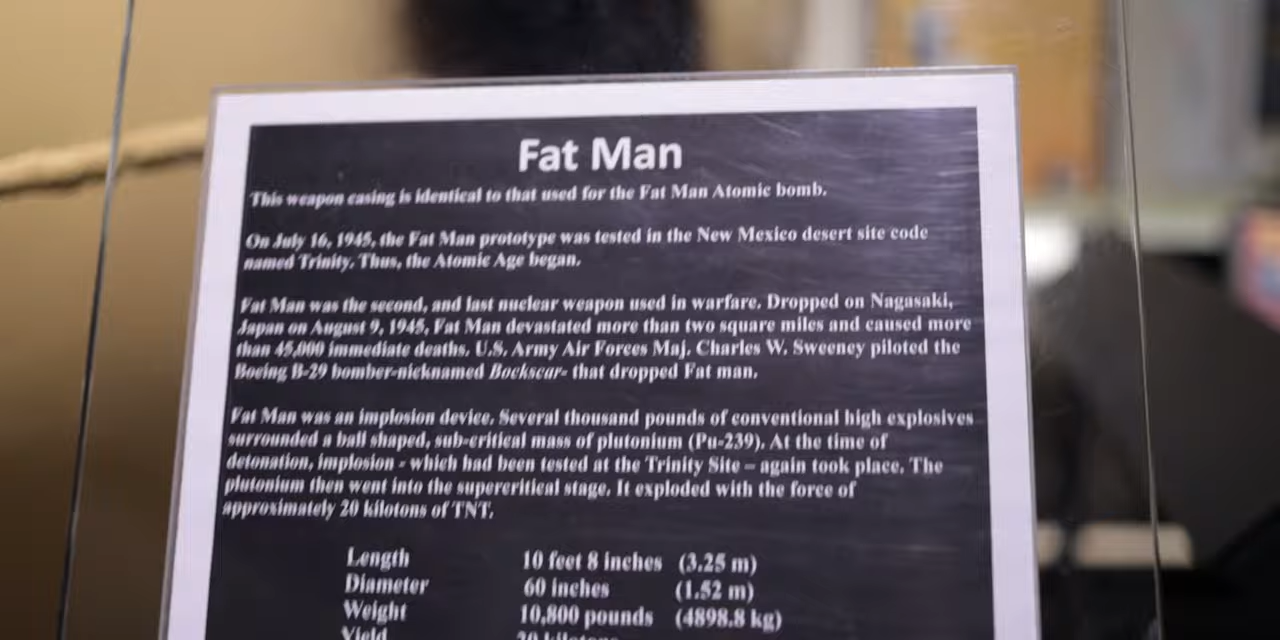 Fat Man
This weapon casing is identical to that used for the Fat Man Atomic bomb.
On July 16, 1945, the Fat Man prototype was tested in the New Mexico desert site code
named Trinity. Thus, the Atomic Age began.
Fat Man was the second, and last nuclear weapon used in warfare. Dropped on Nagasaki,
Japan on August 9, 1945, Fat Man devastated more than two square miles and caused more
than 45,000 immediate deaths. U.S. Army Air Forces Maj. Charles W. Sweeney piloted the
Boeing B-29 bomber-nicknamed Bockscar- that dropped Fat man.
Fat Man was an implosion device. Several thousand pounds of conventional high explosives
surrounded a ball shaped, sub-critical mass of plutonium (Pu-239). At the time of
detonation, implosion - which had been tested at the Trinity Site – again took place. The
plutonium then went into the supercritical stage. It exploded with the force of
approximately 20 kilotons of TNT.
Length 10 feet 8 inches (3.25 m)
Diameter 60 inches (1.52 m)
Weight 10,800 pounds (4898.8 kg)
Yield 20 kilotons